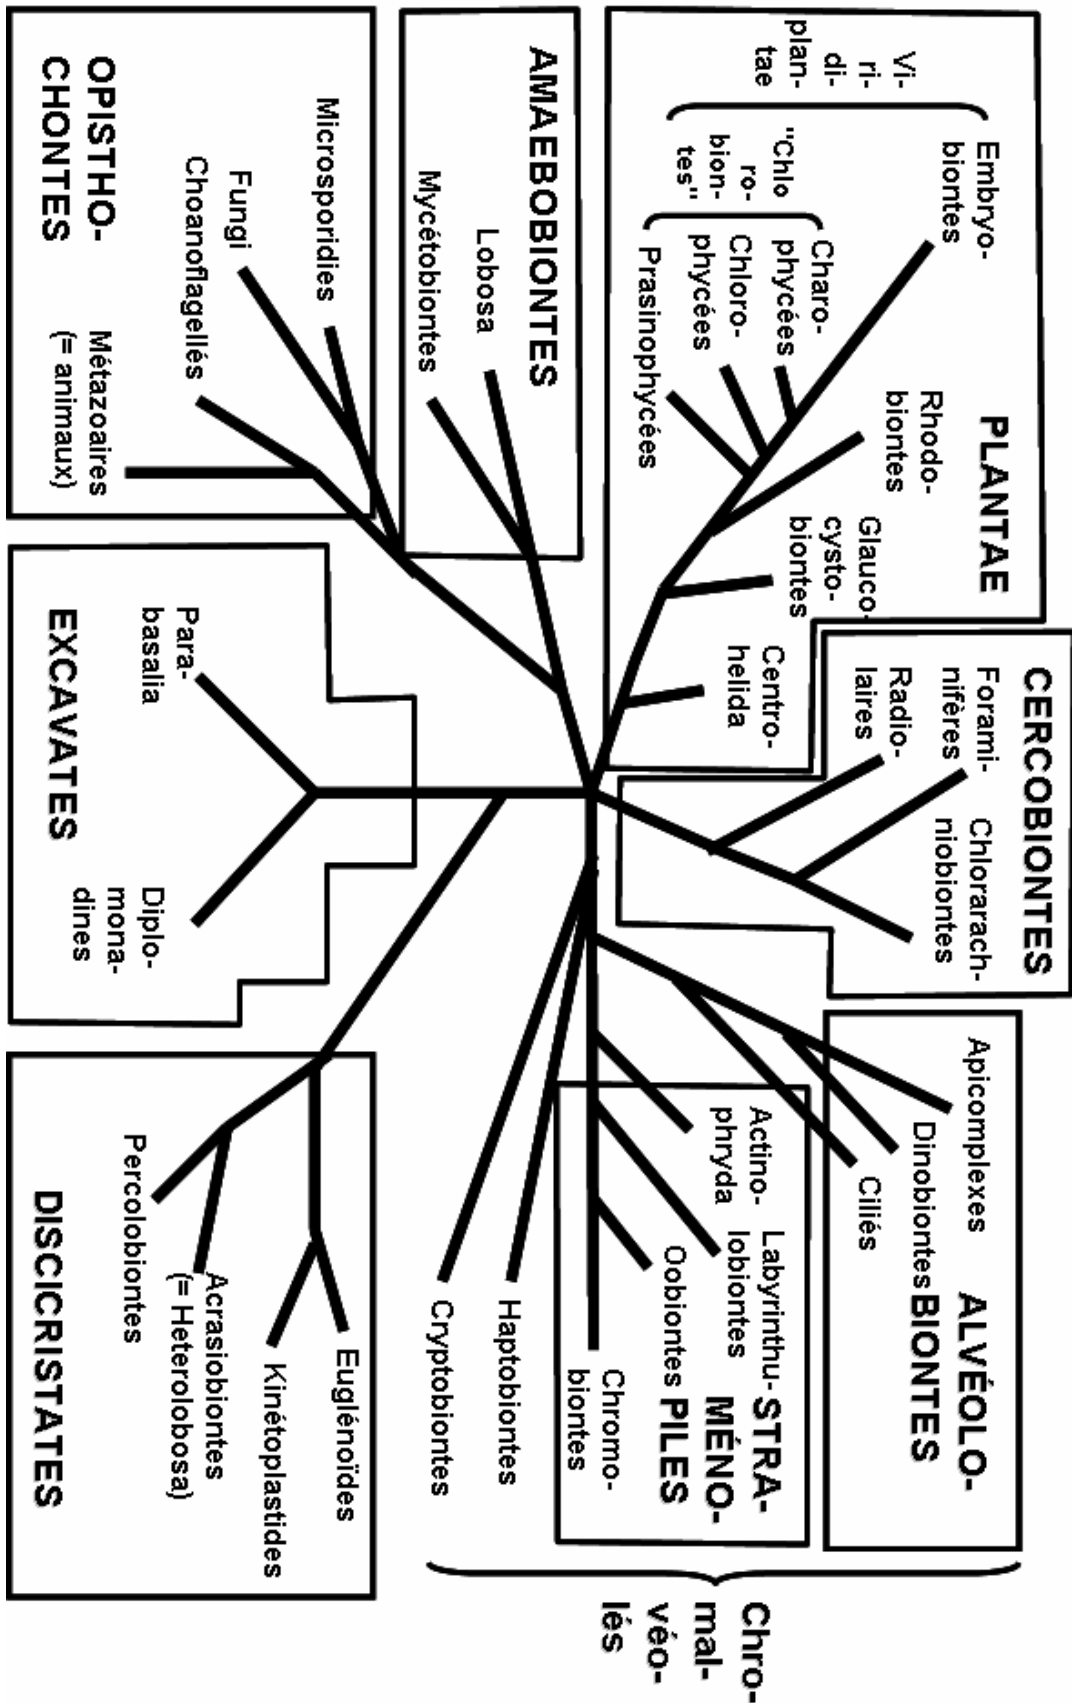 Vi-
ri-
di-
plan-
tae
Embryo-
biontes
"Chlo
ro-
bion-
tes"
Charo-
phycées
Chloro-
phycées
Prasinophycées
Rhodo-
biontes
PLANTAE
Glauco-
cysto-
biontes
Centro-
helida
CERCOBIONTES
Forami-
nifères
Radio-
laires
Chlorarach-
niobiontes
ALVÉOLO-
BIONTES
Apicomplexes
Dinobiontes
Ciliés
STRA-
MÉNO-
PILES
Actino-
phryda
Labyrinthu-
lobiontes
Oobiontes
Chromo-
biontes
Haptobiontes
Cryptobiontes
Chro-
mal-
véo-
lés
AMAEBOBIONTES
Lobosa
Mycétobiontes
OPISTHO-
CHONTES
Microsporidies
Fungi
Choanoflagellés
Métazoaires
(= animaux)
EXCAVATES
Para-
basalia
Diplo-
mona-
dines
DISCICRISTATES
Euglénoïdes
Kinétoplastides
Acrasiobiontes
(= Heterolobosa)
Percolobiontes